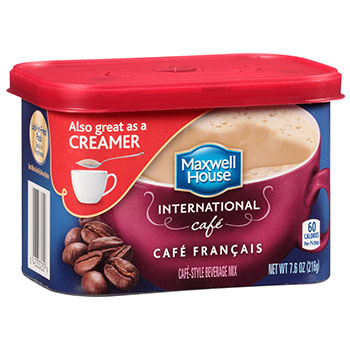 Also great as a
CREAMER
Maxwell
House
INTERNATIONAL
café
CAFÉ FRANÇAIS
CAFÉ-STYLE BEVERAGE MIX
60
CALORIES
NET WT 7.6 OZ (216g)